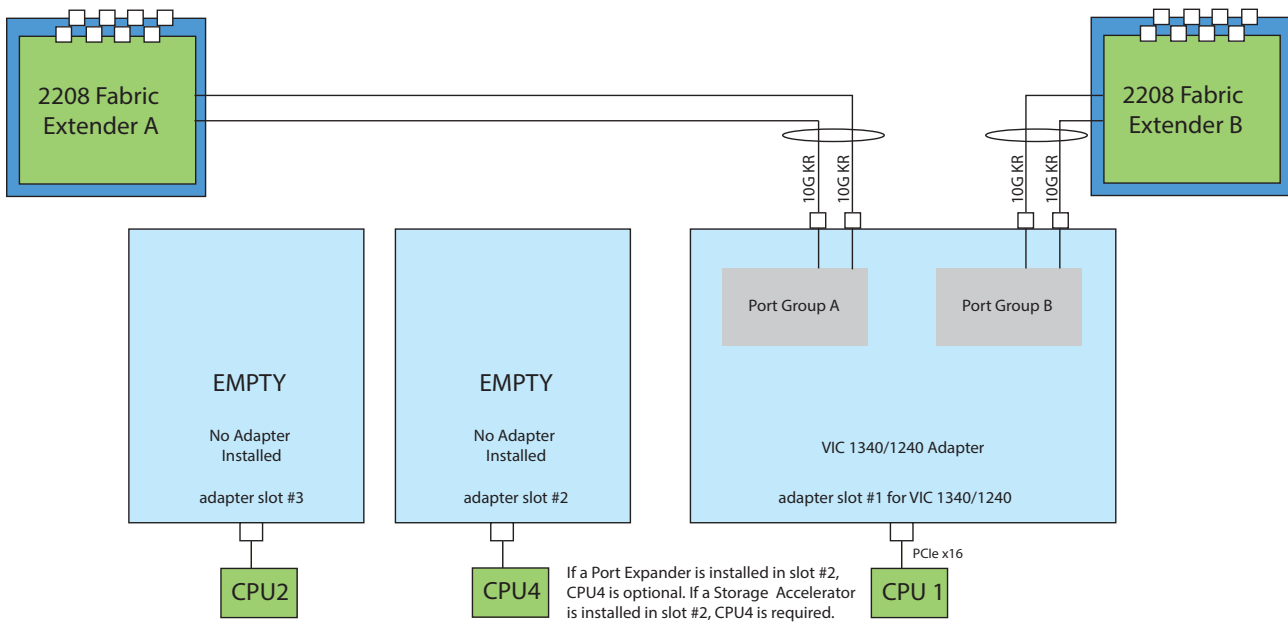 2208 Fabric
Extender A
2208 Fabric
Extender B
10G KR
10G KR
10G KR
10G KR
Port Group A
Port Group B
EMPTY
No Adapter
Installed
adapter slot #3
EMPTY
No Adapter
Installed
adapter slot #2
VIC 1340/1240 Adapter
adapter slot #1 for VIC 1340/1240
PCIe x16
CPU2
CPU4
If a Port Expander is installed in slot #2,
CPU4 is optional. If a Storage Accelerator
is installed in slot #2, CPU4 is required.
CPU 1